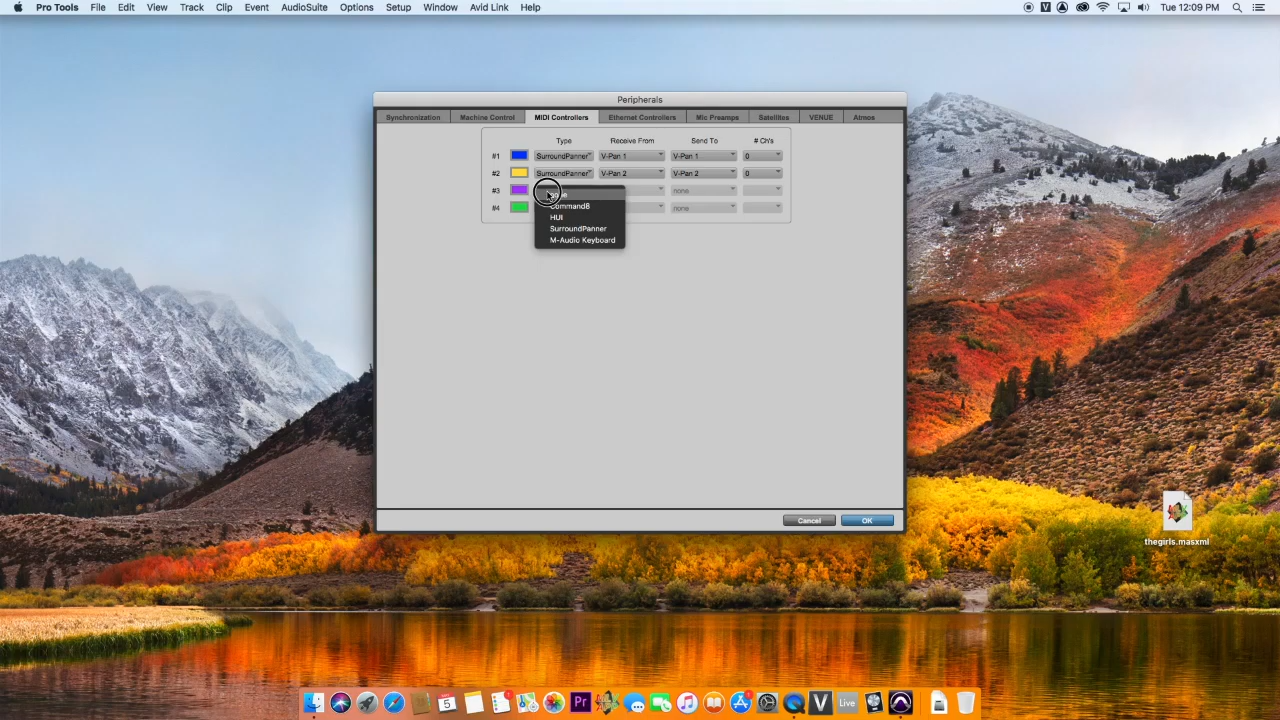 Pro Tools File Edit View Track Clip Event AudioSuite Options Setup Window Avid Link Help V Tue 12:09 PM
Peripherals
Synchronization Machine Control MIDI Controllers Ethernet Controllers Mic Preamps Satellites VENUE Atmos
Type Receive From Send To # Ch's
#1 SurroundPanner V-Pan 1 V-Pan 1 0
#2 SurroundPanner V-Pan 2 V-Pan 2 0
#3 none
#4 none
Command8
HUI
SurroundPanner
M-Audio Keyboard
Cancel OK
thegirls.masxml
5 Pr V Live